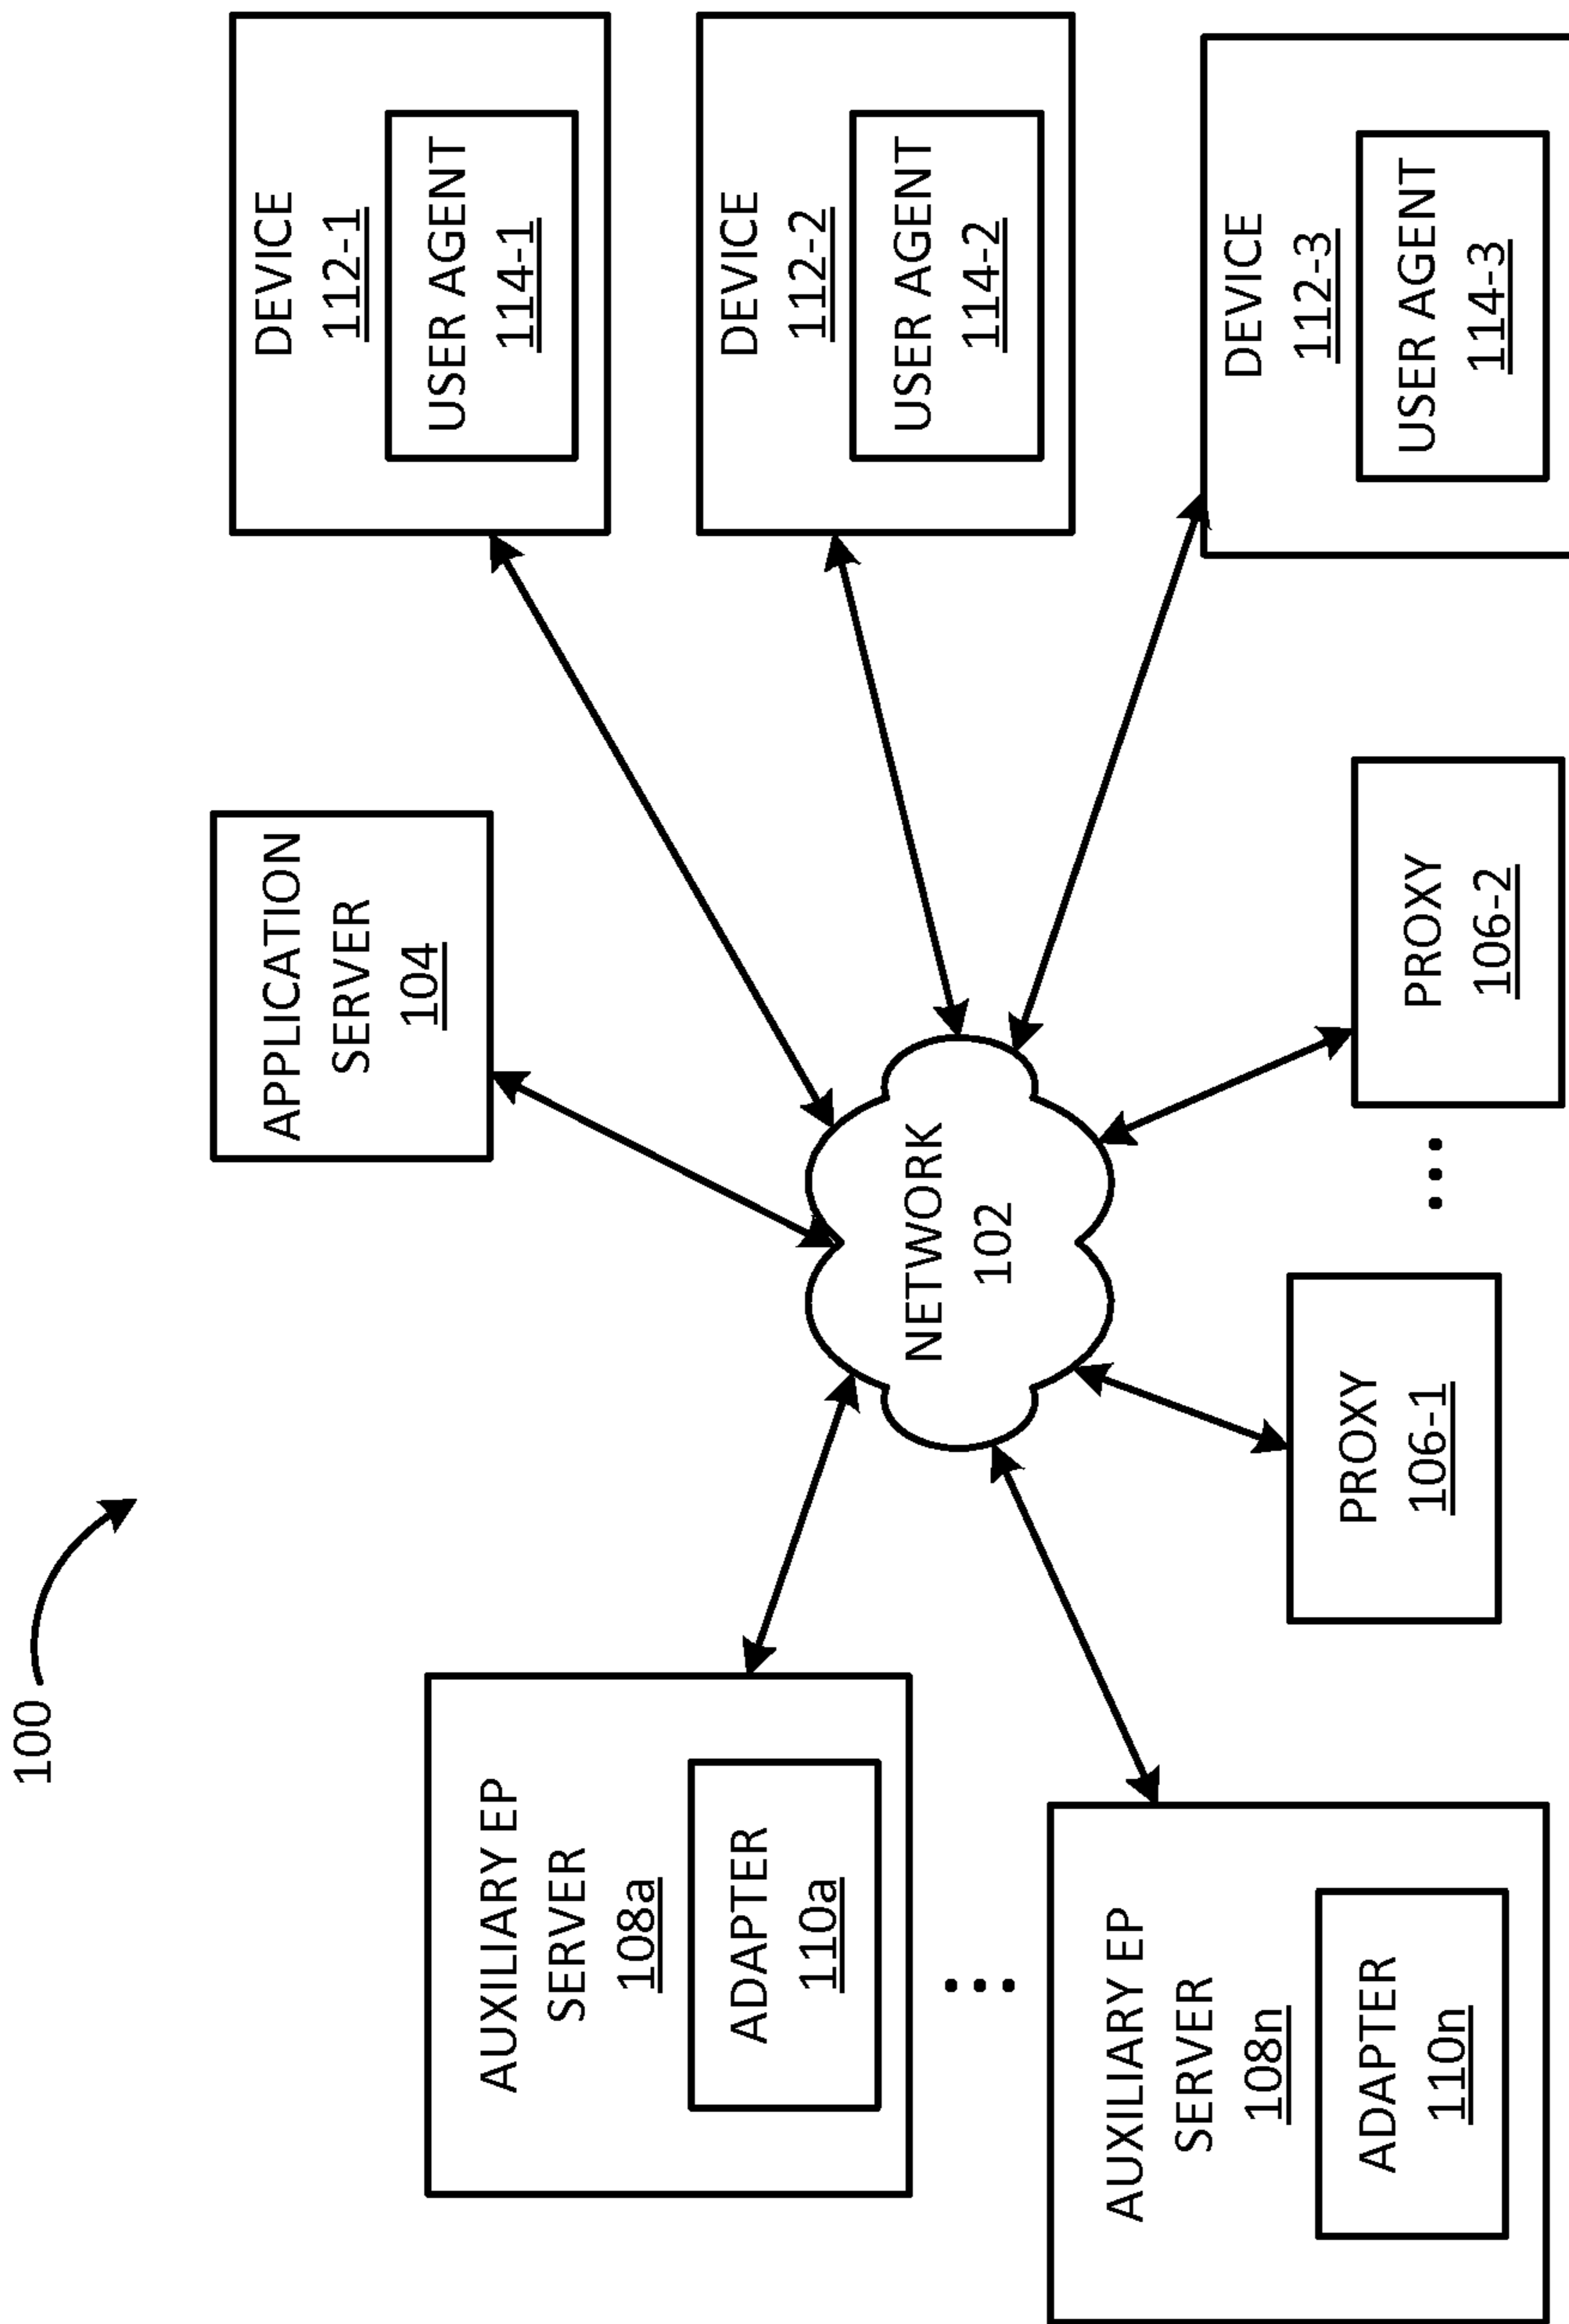 100
APPLICATION
SERVER
104
DEVICE
112-1
USER AGENT
114-1
AUXILIARY EP
SERVER
108a
ADAPTER
110a
DEVICE
112-2
USER AGENT
114-2
NETWORK
102
AUXILIARY EP
SERVER
108n
ADAPTER
110n
PROXY
106-1
PROXY
106-2
DEVICE
112-3
USER AGENT
114-3